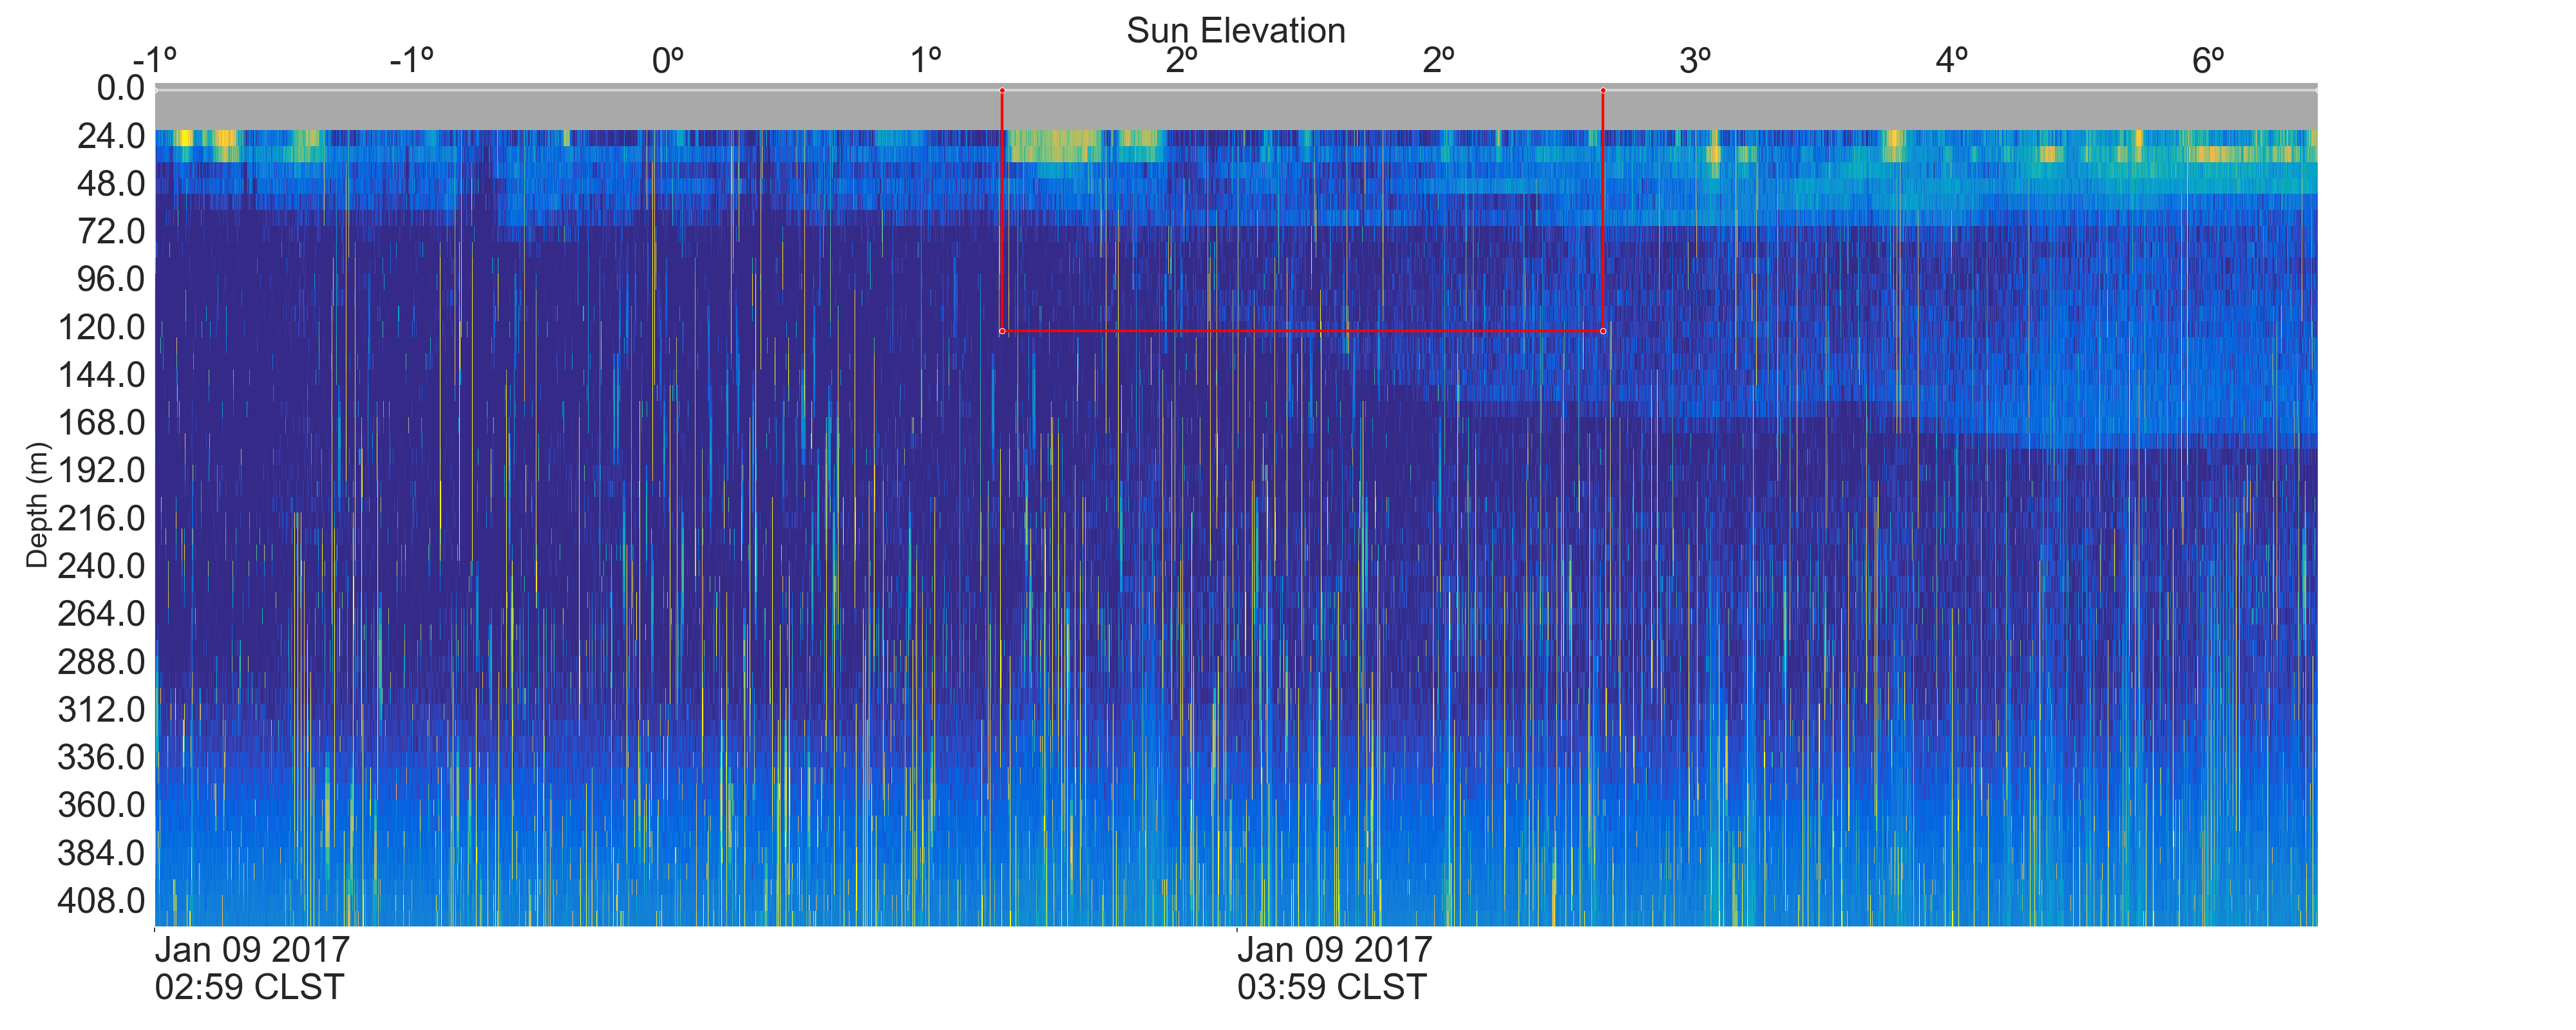 Sun Elevation
-1º -1º 0º 1º 2º 2º 3º 4º 6º
0.0
24.0
48.0
72.0
96.0
120.0
144.0
168.0
192.0
216.0
240.0
264.0
288.0
312.0
336.0
360.0
384.0
408.0
Depth (m)
Jan 09 2017
02:59 CLST
Jan 09 2017
03:59 CLST